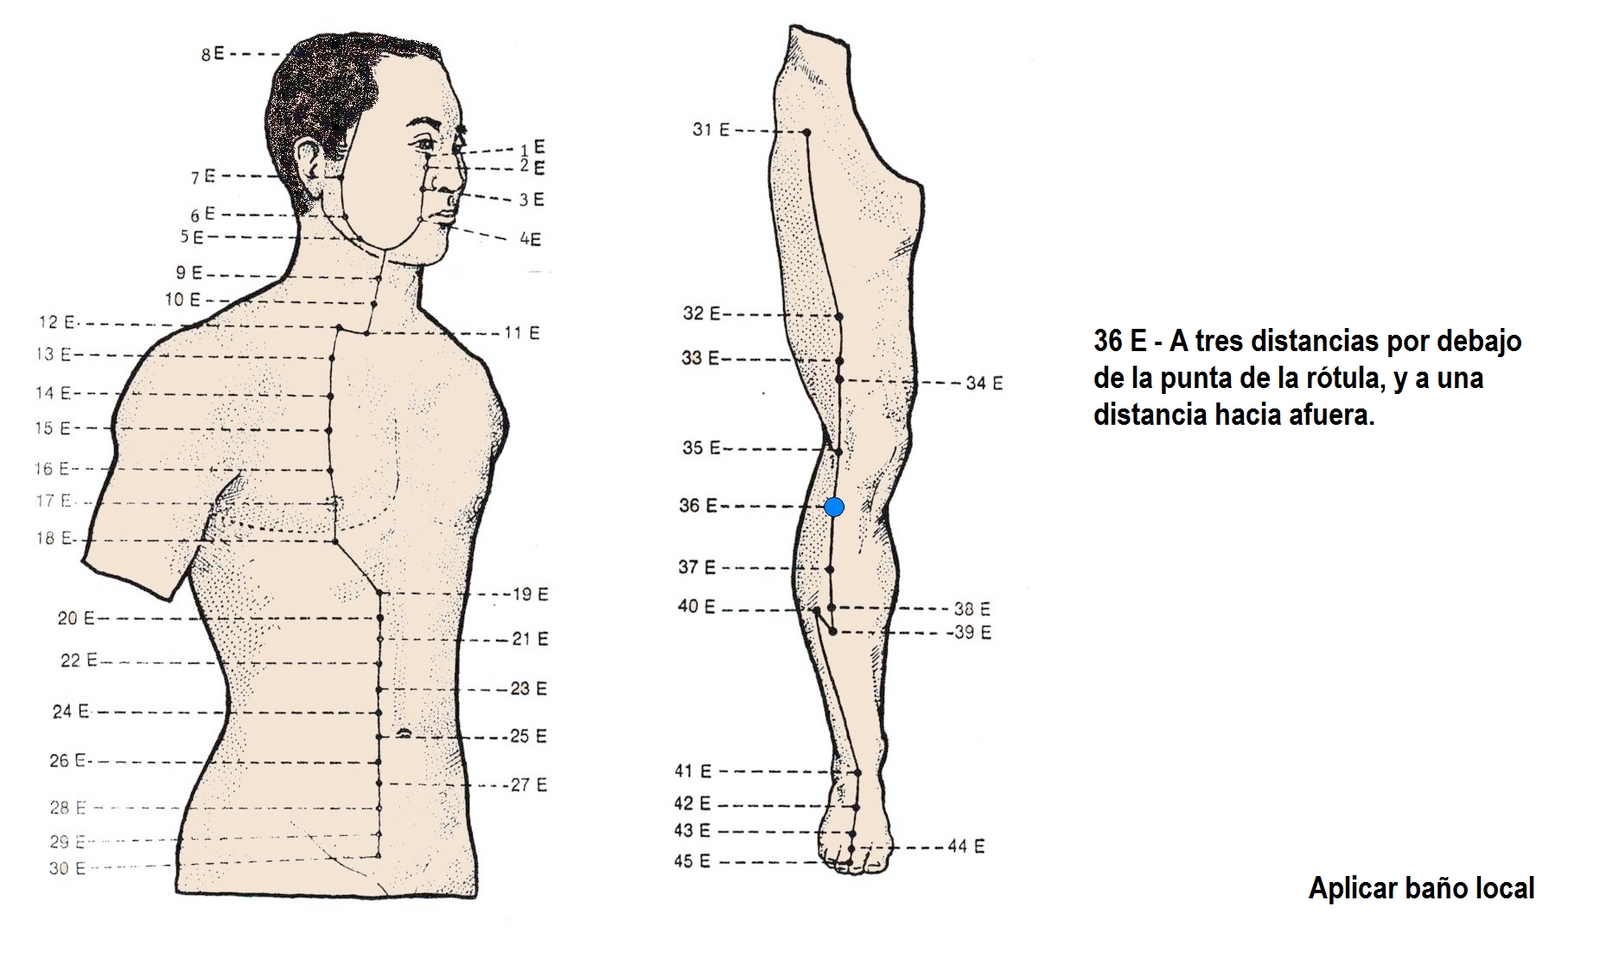 8E
1 E
2 E
7 E
3 E
6 E
5 E
4E
9 E
10 E
12 E
11 E
13 E
14 E
15 E
16 E
17 E
18 E
19 E
20 E
21 E
22 E
23 E
24 E
25 E
26 E
27 E
28 E
29 E
30 E
31 E
32 E
33 E
34 E
35 E
36 E
37 E
40 E
38 E
39 E
41 E
42 E
43 E
44 E
45 E
36 E - A tres distancias por debajo
de la punta de la rótula, y a una
distancia hacia afuera.
Aplicar baño local